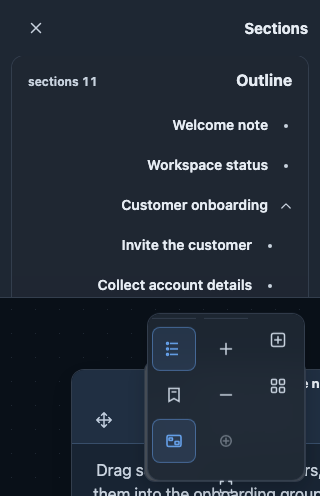 Sections
Outline
sections 11
Welcome note
Workspace status
Customer onboarding
Invite the customer
Collect account details
Drag
them into the onboarding